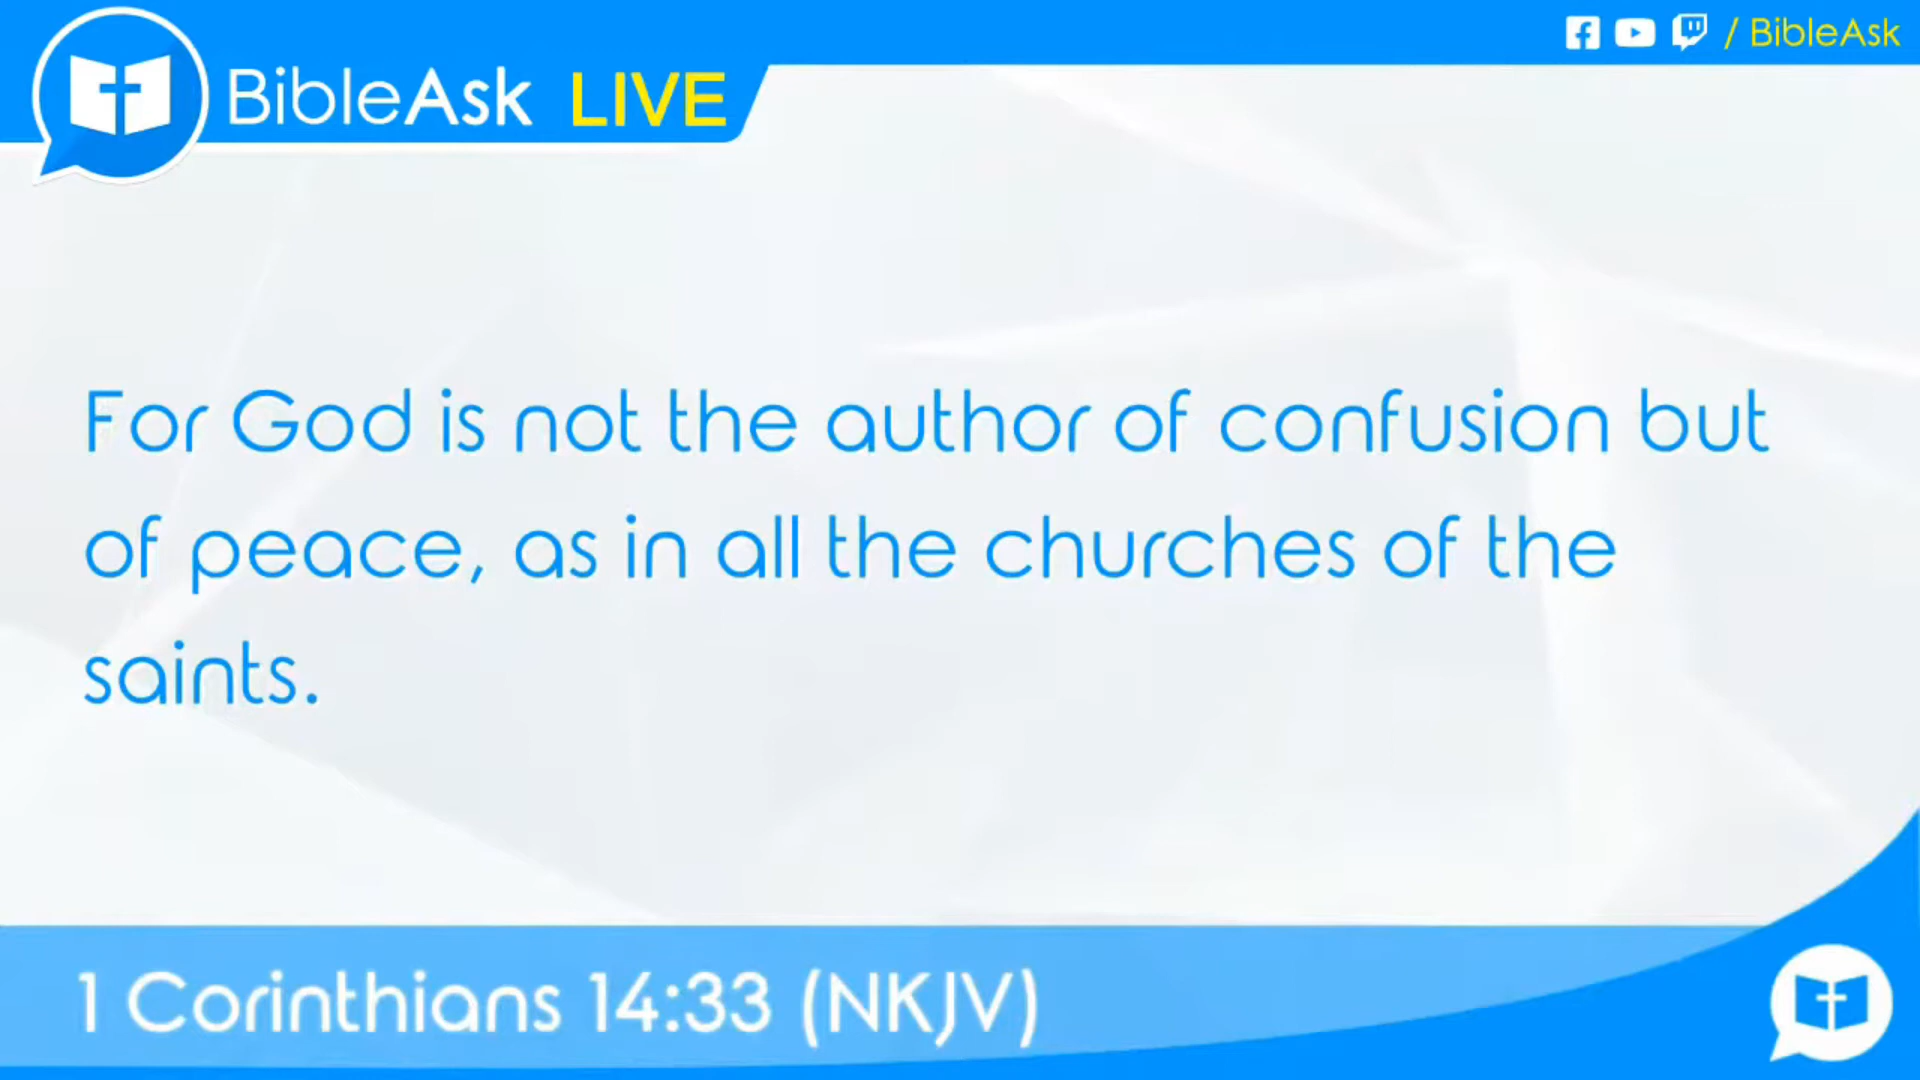 / BibleAsk
BibleAsk LIVE
For God is not the author of confusion but
of peace, as in all the churches of the
saints.
1 Corinthians 14:33 (NKJV)